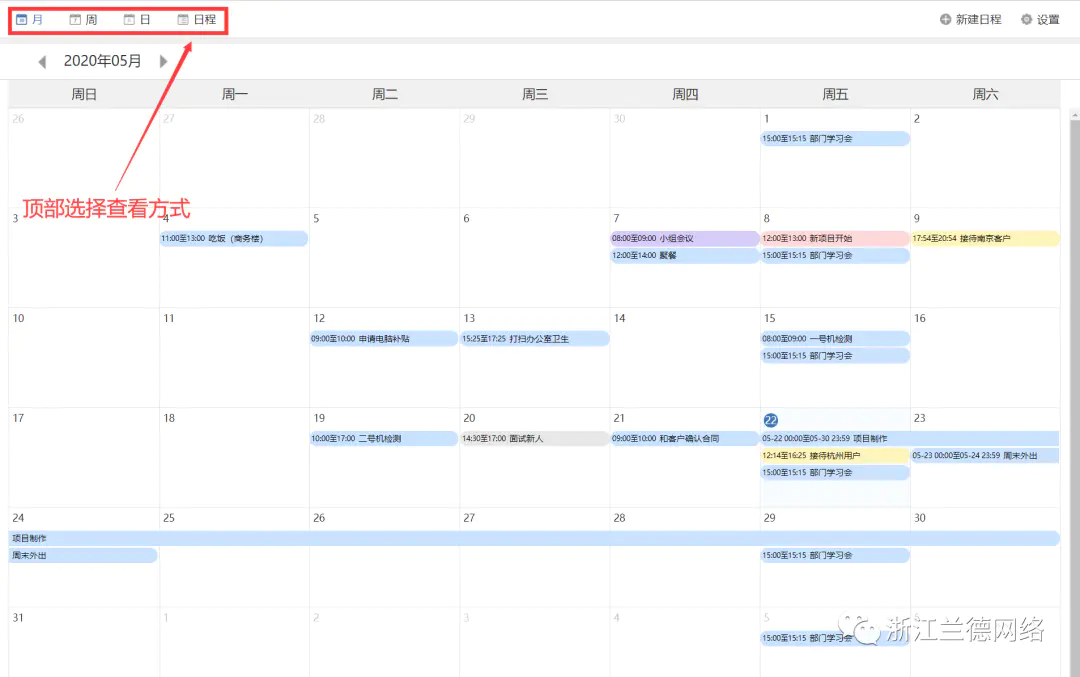 月 周 日 日程 新建日程 设置
2020年05月
周日 周一 周二 周三 周四 周五 周六
26 27 28 29 30 1 2
15:00至15:15 部门学习会
顶部选择查看方式
3 4 5 6 7 8 9
11:00至13:00 吃饭（商务楼） 08:00至09:00 小组会议 12:00至13:00 新项目开始 17:54至20:54 接待南京客户
12:00至14:00 聚餐 15:00至15:15 部门学习会
10 11 12 13 14 15 16
09:00至10:00 申请电脑补贴 15:25至17:25 打扫办公室卫生 08:00至09:00 一号机检测
15:00至15:15 部门学习会
17 18 19 20 21 22 23
10:00至17:00 二号机检测 14:30至17:00 面试新人 09:00至10:00 和客户确认合同 05-22 00:00至05-30 23:59 项目制作
12:14至16:25 接待杭州用户 05-23 00:00至05-24 23:59 周末外出
15:00至15:15 部门学习会
24 25 26 27 28 29 30
项目制作
周末外出 15:00至15:15 部门学习会
31 1 2 3 4 5 6
15:00至15:15 部门学习会 浙江兰德网络